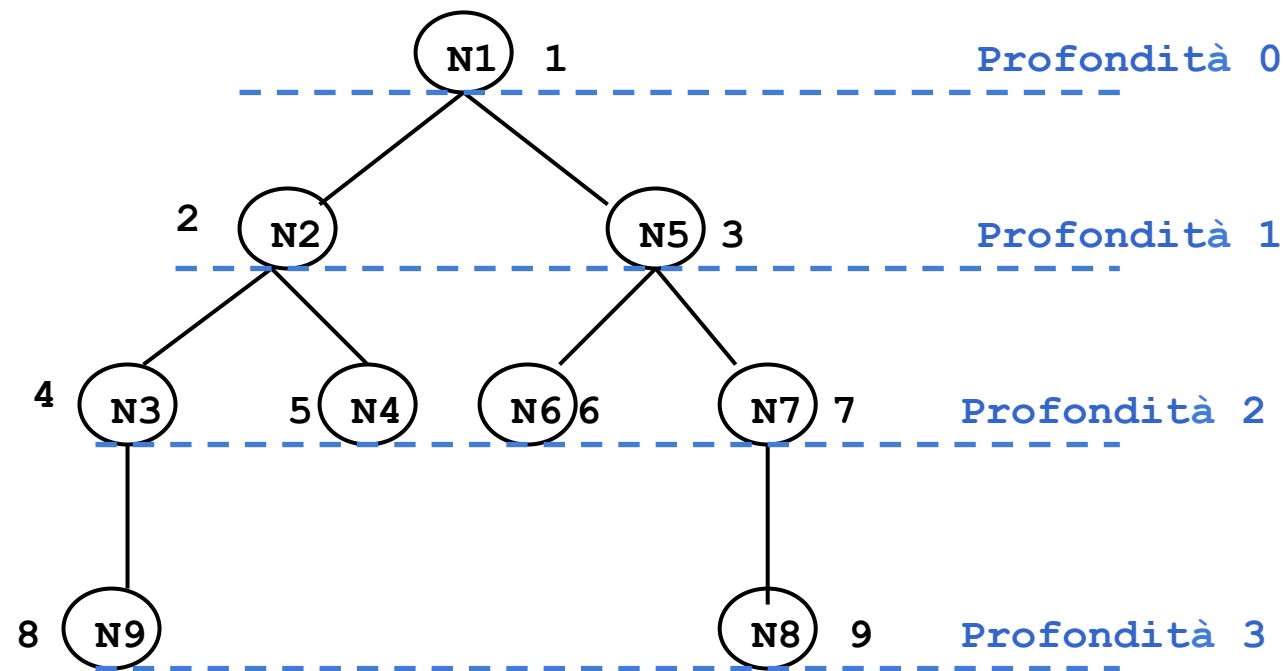 N1 1 Profondità 0
2 N2 N5 3 Profondità 1
4 N3 5 N4 N6 6 N7 7 Profondità 2
8 N9 N8 9 Profondità 3